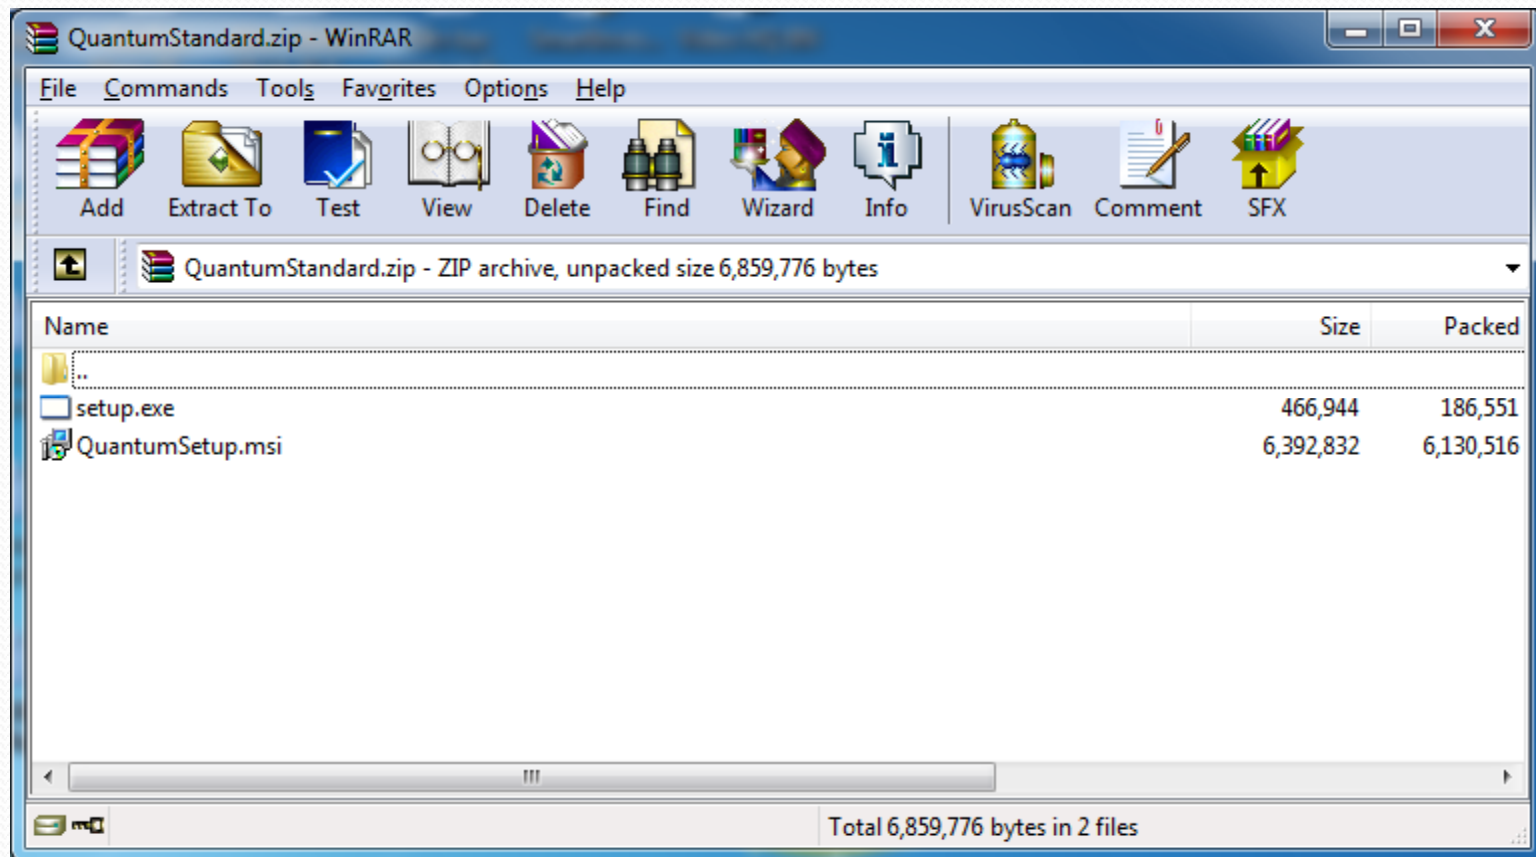 QuantumStandard.zip - WinRAR
File Commands Tools Favorites Options Help
Add Extract To Test View Delete Find Wizard Info VirusScan Comment SFX
QuantumStandard.zip - ZIP archive, unpacked size 6,859,776 bytes
Name Size Packed
..
setup.exe 466,944 186,551
QuantumSetup.msi 6,392,832 6,130,516
Total 6,859,776 bytes in 2 files